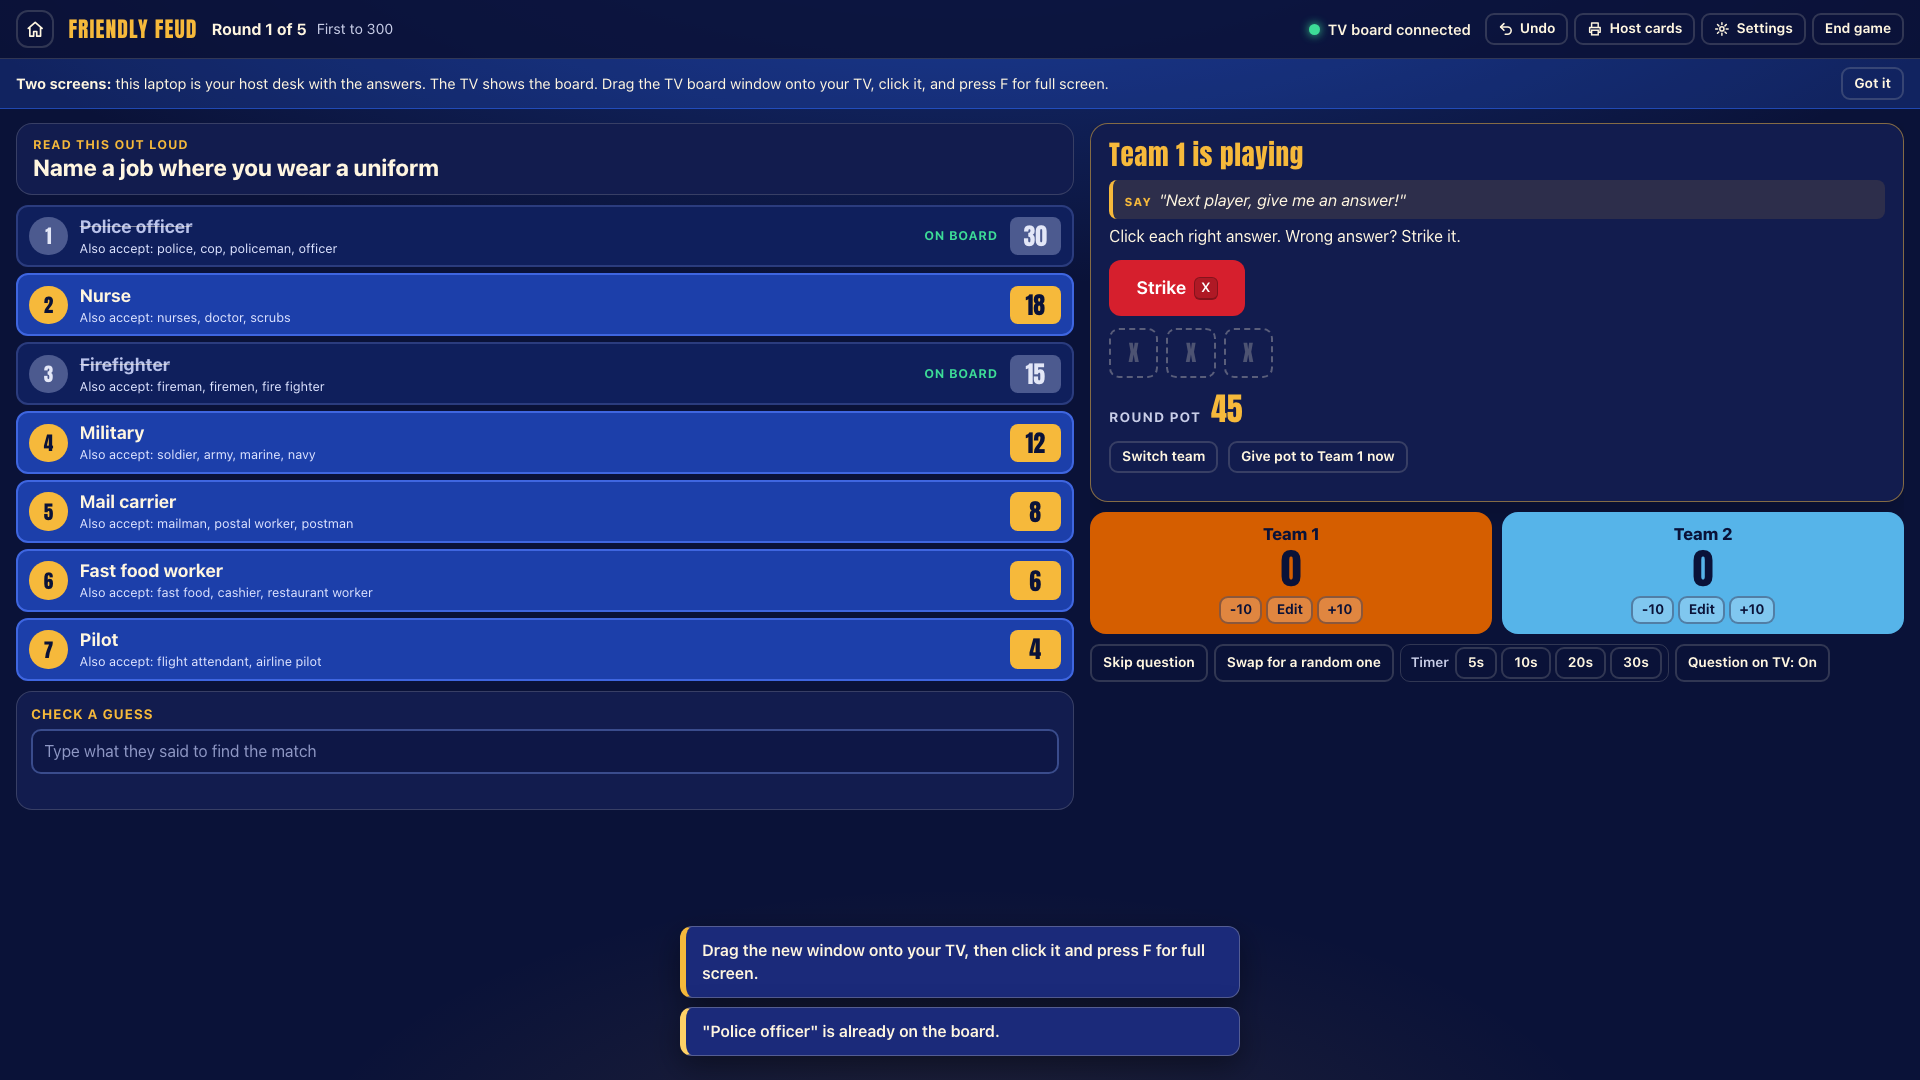 FRIENDLY FEUD Round 1 of 5 First to 300
TV board connected Undo Host cards Settings End game
Two screens: this laptop is your host desk with the answers. The TV shows the board. Drag the TV board window onto your TV, click it, and press F for full screen. Got it
READ THIS OUT LOUD
Name a job where you wear a uniform
1 Police officer ON BOARD 30
Also accept: police, cop, policeman, officer
2 Nurse 18
Also accept: nurses, doctor, scrubs
3 Firefighter ON BOARD 15
Also accept: fireman, firemen, fire fighter
4 Military 12
Also accept: soldier, army, marine, navy
5 Mail carrier 8
Also accept: mailman, postal worker, postman
6 Fast food worker 6
Also accept: fast food, cashier, restaurant worker
7 Pilot 4
Also accept: flight attendant, airline pilot
CHECK A GUESS
Type what they said to find the match
Team 1 is playing
SAY "Next player, give me an answer!"
Click each right answer. Wrong answer? Strike it.
Strike X
X X X
ROUND POT 45
Switch team Give pot to Team 1 now
Team 1
0
-10 Edit +10
Team 2
0
-10 Edit +10
Skip question Swap for a random one Timer 5s 10s 20s 30s Question on TV: On
Drag the new window onto your TV, then click it and press F for full
screen.
"Police officer" is already on the board.